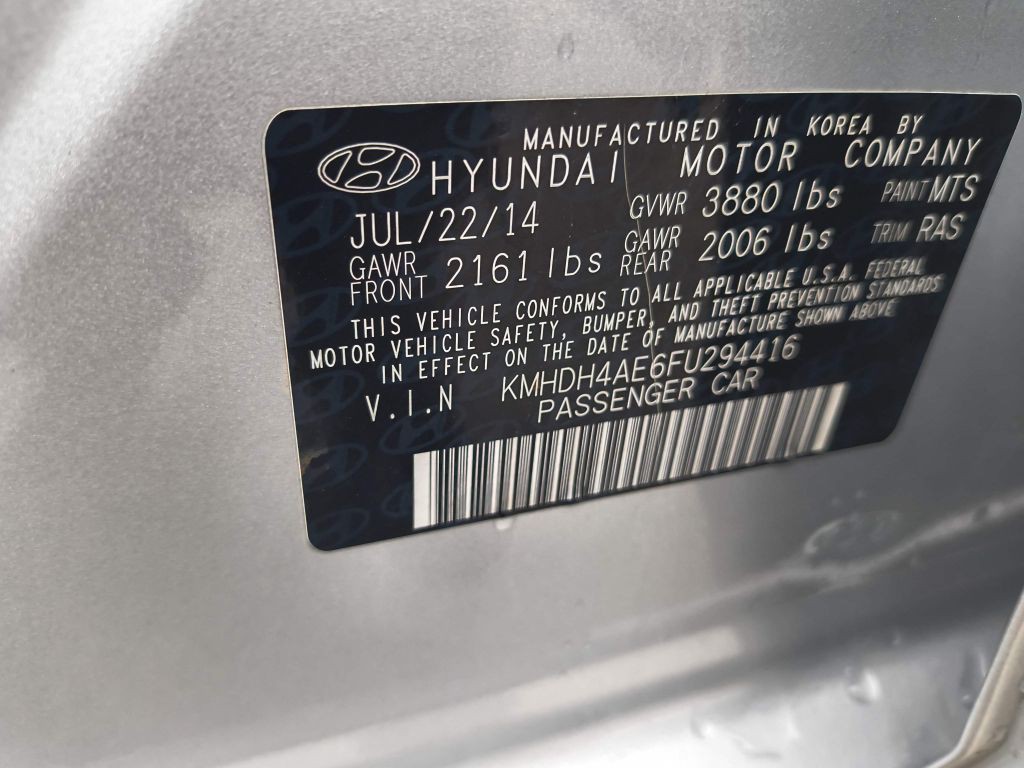 MANUFACTURED IN KOREA BY
HYUNDAI MOTOR COMPANY
JUL/22/14 GVWR 3880 lbs PAINT MTS
GAWR FRONT 2161 lbs GAWR REAR 2006 lbs TRIM RAS
THIS VEHICLE CONFORMS TO ALL APPLICABLE U.S.A. FEDERAL
MOTOR VEHICLE SAFETY, BUMPER, AND THEFT PREVENTION STANDARDS
IN EFFECT ON THE DATE OF MANUFACTURE SHOWN ABOVE
V.I.N KMHDH4AE6FU294416
PASSENGER CAR